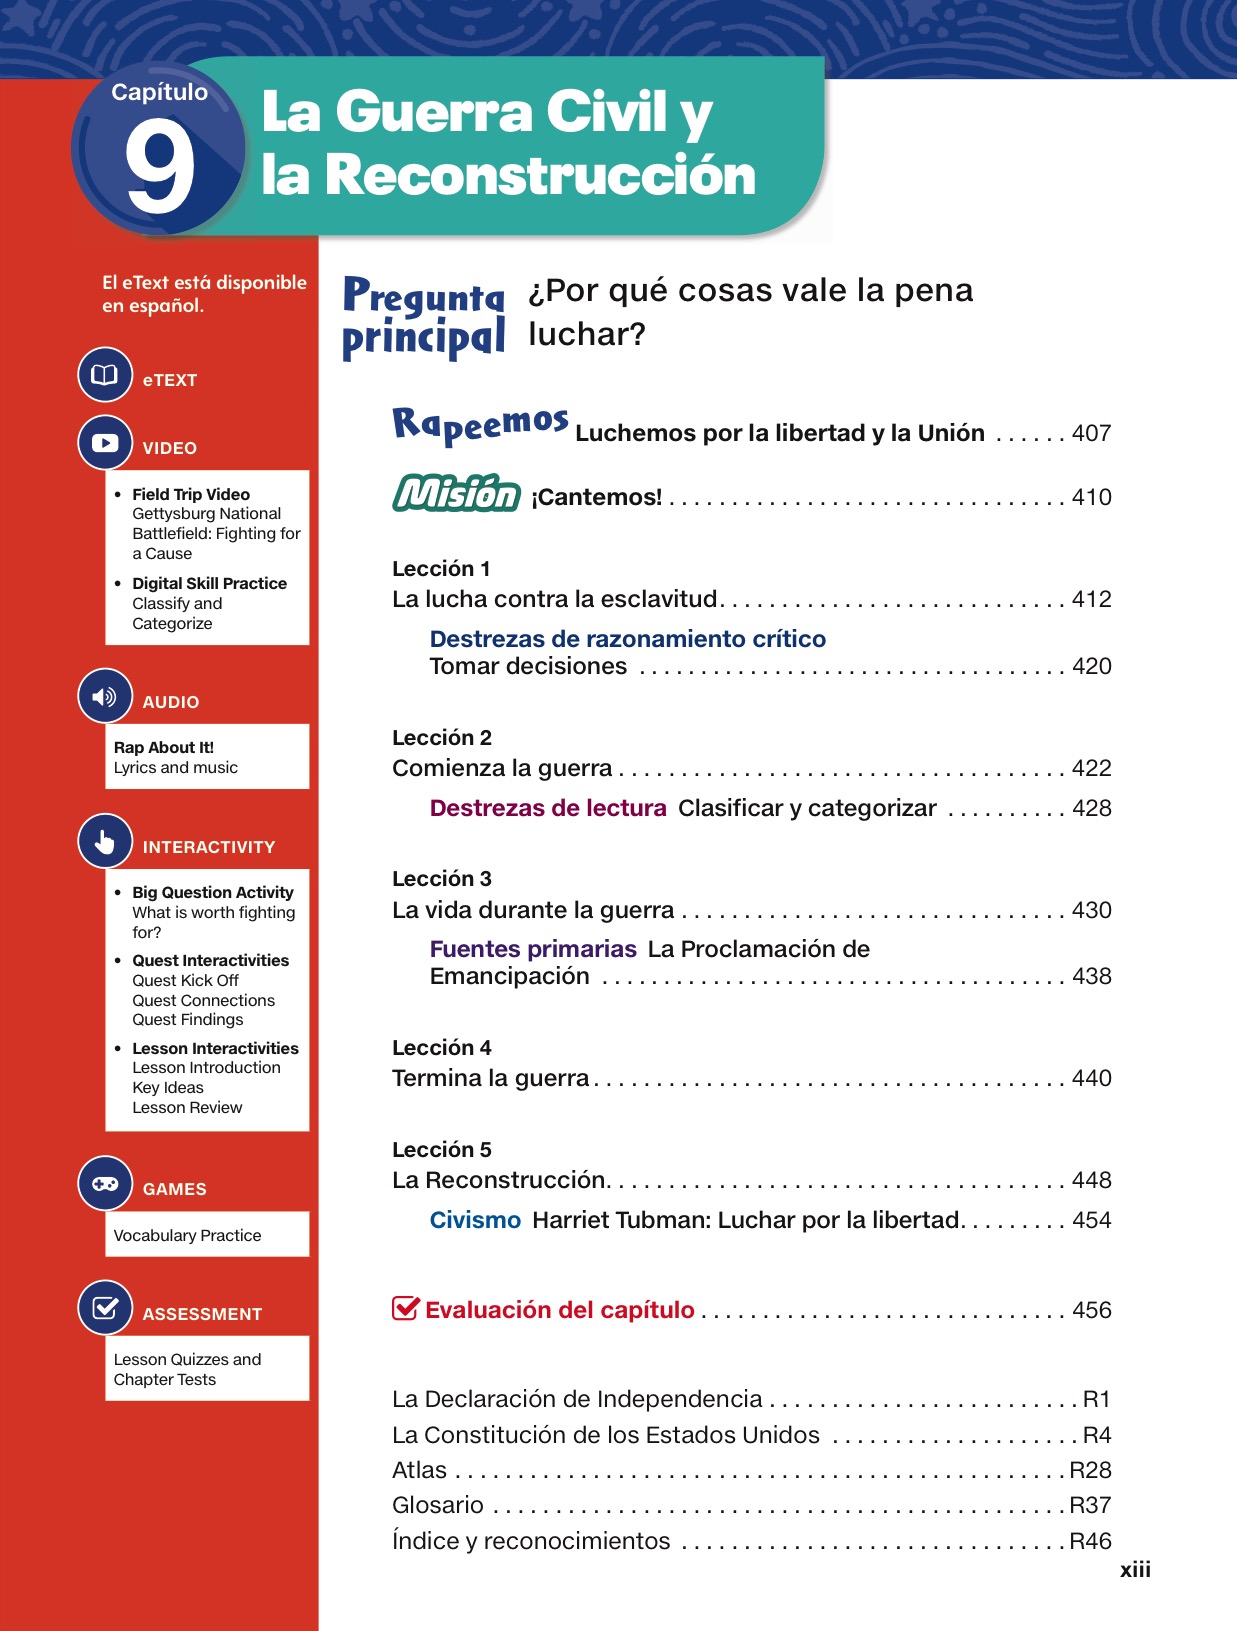 Capítulo
9
La Guerra Civil y
la Reconstrucción
El eText está disponible
en español.
eTEXT
VIDEO
• Field Trip Video
Gettysburg National
Battlefield: Fighting for
a Cause
• Digital Skill Practice
Classify and
Categorize
AUDIO
Rap About It!
Lyrics and music
INTERACTIVITY
• Big Question Activity
What is worth fighting
for?
• Quest Interactivities
Quest Kick Off
Quest Connections
Quest Findings
• Lesson Interactivities
Lesson Introduction
Key Ideas
Lesson Review
GAMES
Vocabulary Practice
ASSESSMENT
Lesson Quizzes and
Chapter Tests
Pregunta
principal
¿Por qué cosas vale la pena
luchar?
Rapeemos Luchemos por la libertad y la Unión . . . . . . 407
Misión ¡Cantemos! . . . . . . . . . . . . . . . . . . . . . . . . . . . . . . . . 410
Lección 1
La lucha contra la esclavitud. . . . . . . . . . . . . . . . . . . . . . . . . . . . 412
Destrezas de razonamiento crítico
Tomar decisiones . . . . . . . . . . . . . . . . . . . . . . . . . . . . . . . . . . . 420
Lección 2
Comienza la guerra . . . . . . . . . . . . . . . . . . . . . . . . . . . . . . . . . . . . 422
Destrezas de lectura Clasificar y categorizar . . . . . . . . . . 428
Lección 3
La vida durante la guerra . . . . . . . . . . . . . . . . . . . . . . . . . . . . . . . 430
Fuentes primarias La Proclamación de
Emancipación . . . . . . . . . . . . . . . . . . . . . . . . . . . . . . . . . . . . . . 438
Lección 4
Termina la guerra . . . . . . . . . . . . . . . . . . . . . . . . . . . . . . . . . . . . . . 440
Lección 5
La Reconstrucción. . . . . . . . . . . . . . . . . . . . . . . . . . . . . . . . . . . . . 448
Civismo Harriet Tubman: Luchar por la libertad. . . . . . . . . 454
Evaluación del capítulo . . . . . . . . . . . . . . . . . . . . . . . . . . . . . . 456
La Declaración de Independencia . . . . . . . . . . . . . . . . . . . . . . . . . R1
La Constitución de los Estados Unidos . . . . . . . . . . . . . . . . . . . . R4
Atlas . . . . . . . . . . . . . . . . . . . . . . . . . . . . . . . . . . . . . . . . . . . . . . . . . R28
Glosario . . . . . . . . . . . . . . . . . . . . . . . . . . . . . . . . . . . . . . . . . . . . . . R37
Índice y reconocimientos . . . . . . . . . . . . . . . . . . . . . . . . . . . . . . . R46
xiii